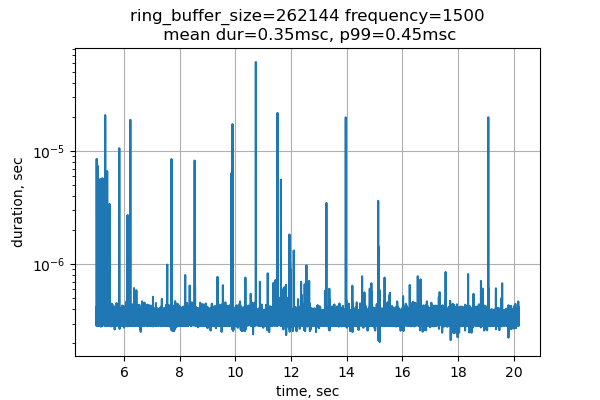 ring_buffer_size=262144 frequency=1500
mean dur=0.35msc, p99=0.45msc
duration, sec
10⁻⁵
10⁻⁶
6 8 10 12 14 16 18 20
time, sec